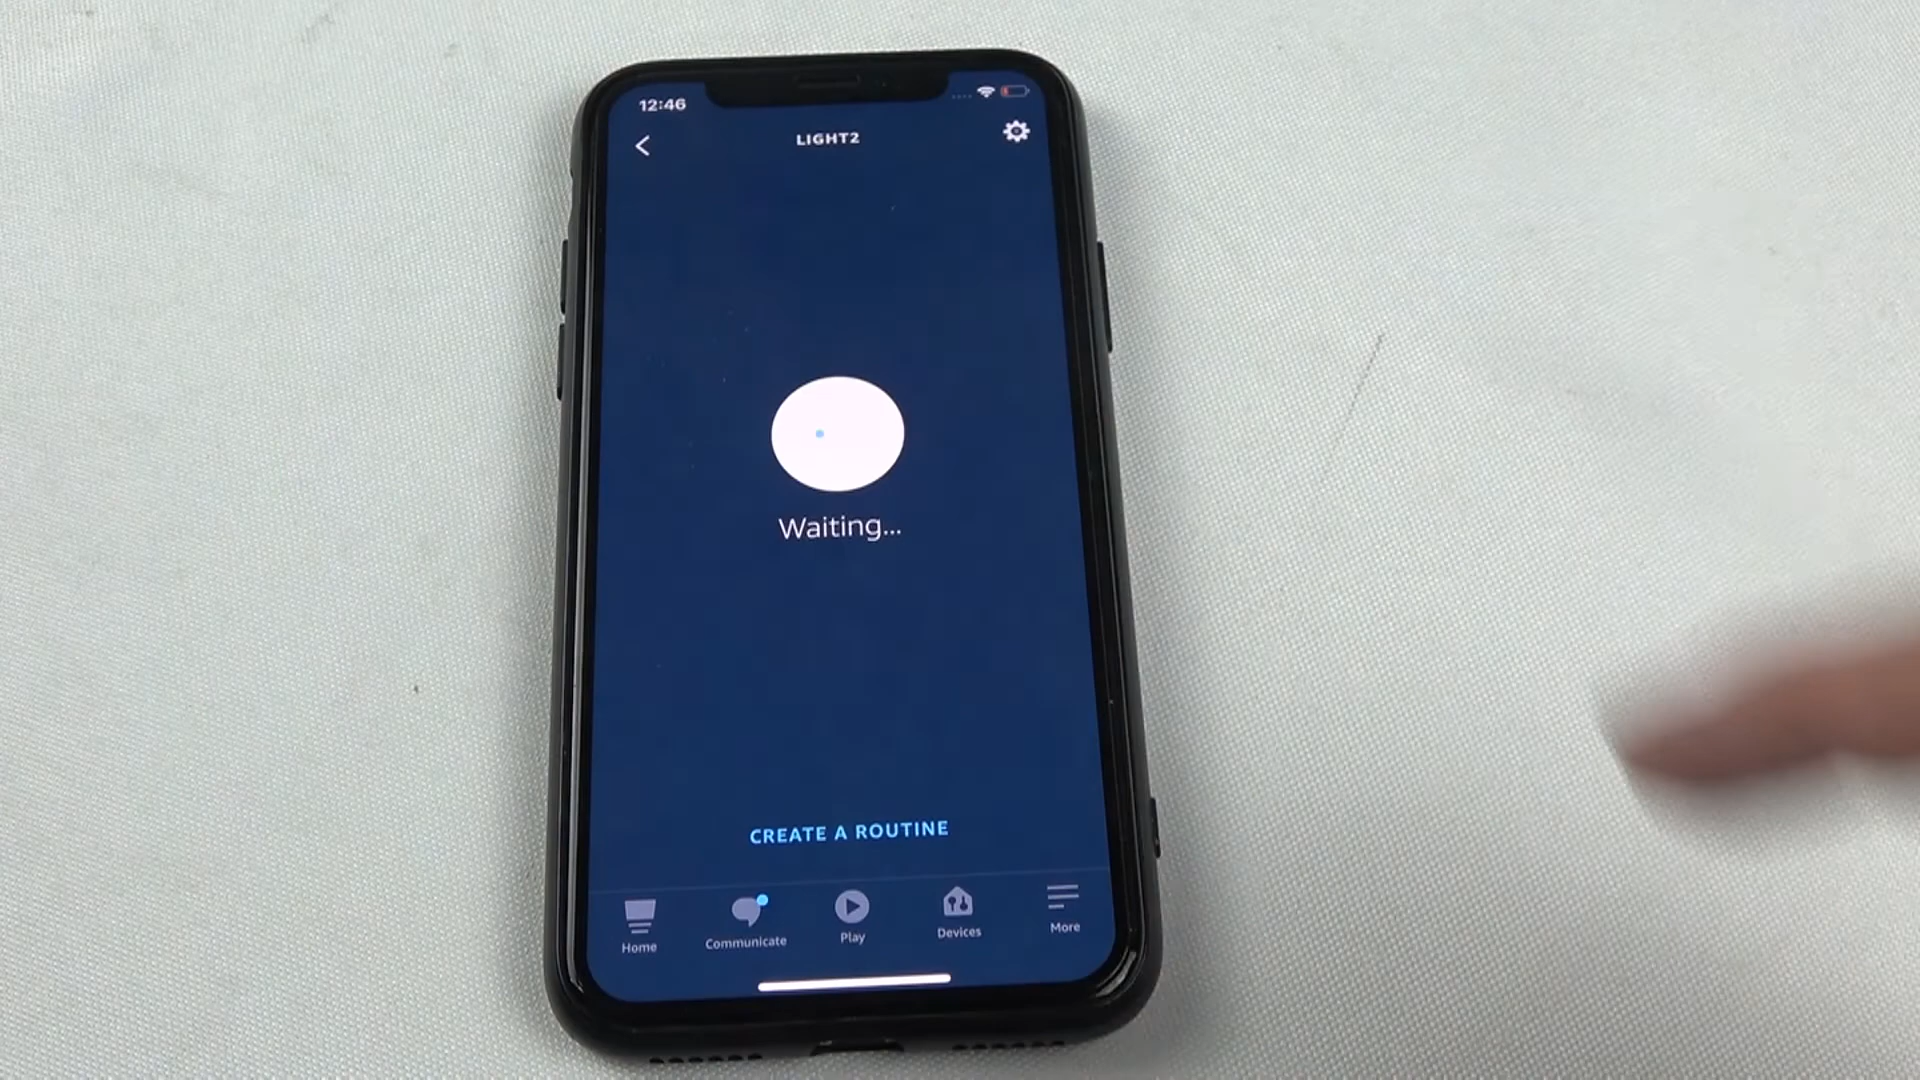 12:46
LIGHT2
Waiting...
CREATE A ROUTINE
Home
Communicate
Play
Devices
More